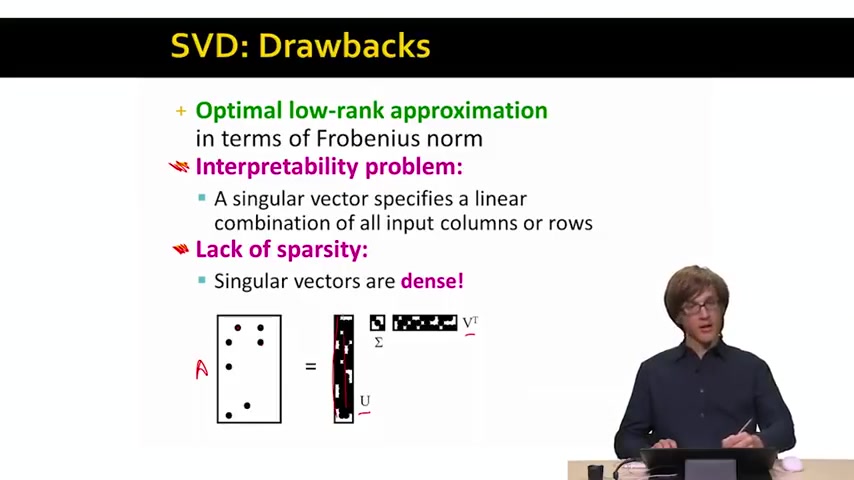 SVD: Drawbacks
+ Optimal low-rank approximation
in terms of Frobenius norm
Interpretability problem:
A singular vector specifies a linear
combination of all input columns or rows
Lack of sparsity:
Singular vectors are dense!
A = U Σ Vᵀ